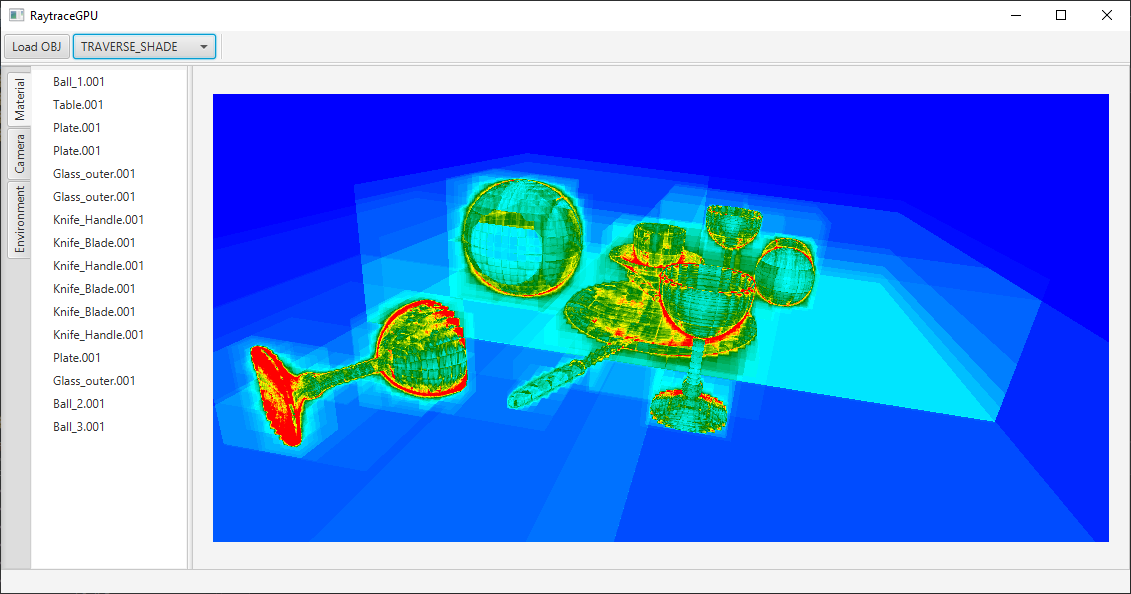 RaytraceGPU
Load OBJ
TRAVERSE_SHADE
Material
Camera
Environment
Ball_1.001
Table.001
Plate.001
Plate.001
Glass_outer.001
Glass_outer.001
Knife_Handle.001
Knife_Blade.001
Knife_Handle.001
Knife_Blade.001
Knife_Blade.001
Knife_Handle.001
Plate.001
Glass_outer.001
Ball_2.001
Ball_3.001